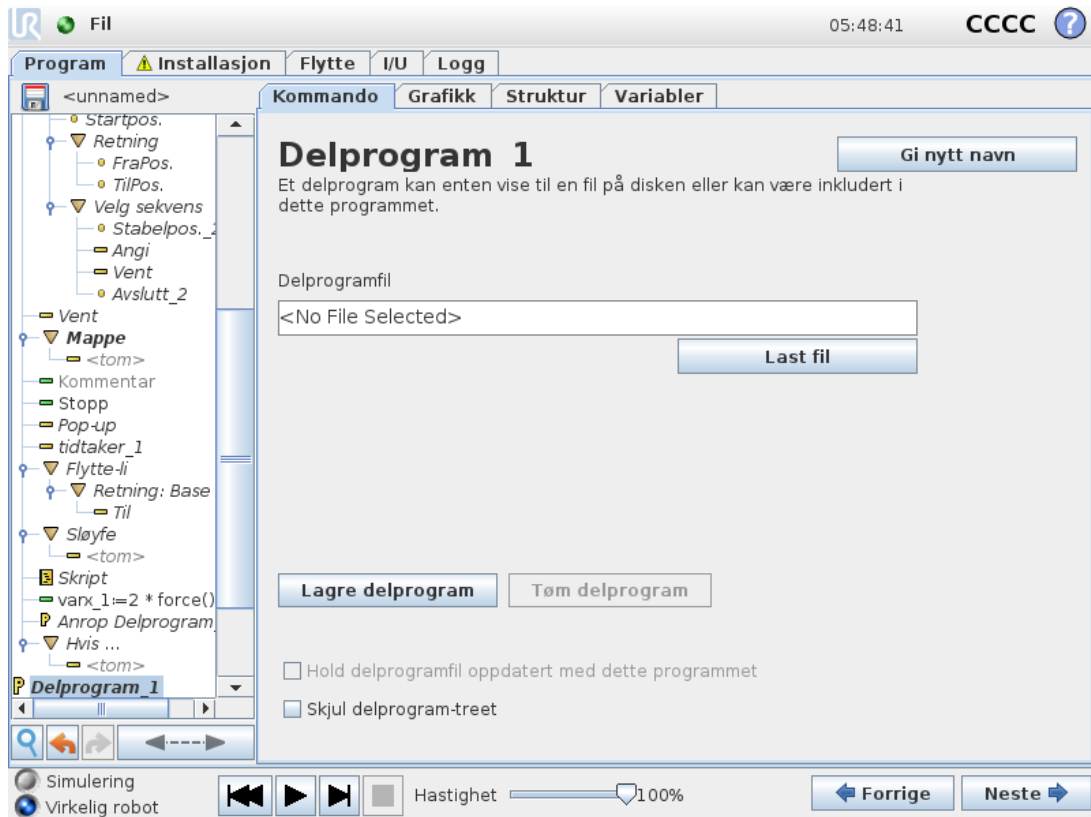 Fil
05:48:41
CCCC
?
Program
Installasjon
Flytte
I/U
Logg
<unnamed>
Kommando
Grafikk
Struktur
Variabler
Startpos.
Retning
FraPos.
TilPos.
Velg sekvens
Stabelpos._2
Angi
Vent
Avslutt_2
Vent
Mappe
<tom>
Kommentar
Stopp
Pop-up
tidtaker_1
Flytte-li
Retning: Base
Til
Sløyfe
<tom>
Skript
varx_1:=2 * force()
Anrop Delprogram_
Hvis ...
<tom>
Delprogram_1
Delprogram 1
Gi nytt navn
Et delprogram kan enten vise til en fil på disken eller kan være inkludert i
dette programmet.
Delprogramfil
<No File Selected>
Last fil
Lagre delprogram
Tøm delprogram
Hold delprogramfil oppdatert med dette programmet
Skjul delprogram-treet
Simulering
Virkelig robot
Hastighet
100%
Forrige
Neste